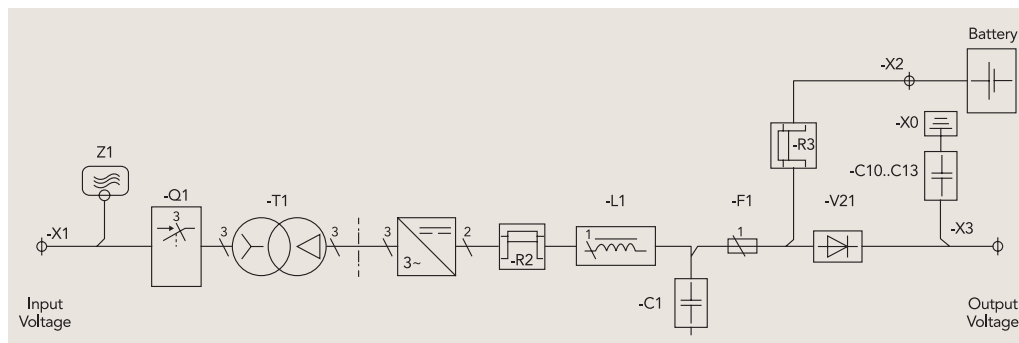 Battery
-X2
-X0
-R3
Z1
-C10..C13
-Q1
-T1
-L1
-F1
-V21
-X1
3
3
3
3
2
1
1
-X3
3~
-R2
-C1
Input
Voltage
Output
Voltage